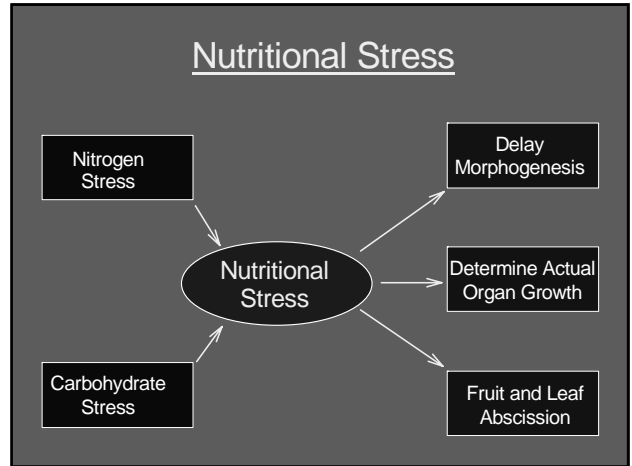 Nutritional Stress
Nitrogen
Stress
Carbohydrate
Stress
Nutritional
Stress
Delay
Morphogenesis
Determine Actual
Organ Growth
Fruit and Leaf
Abscission